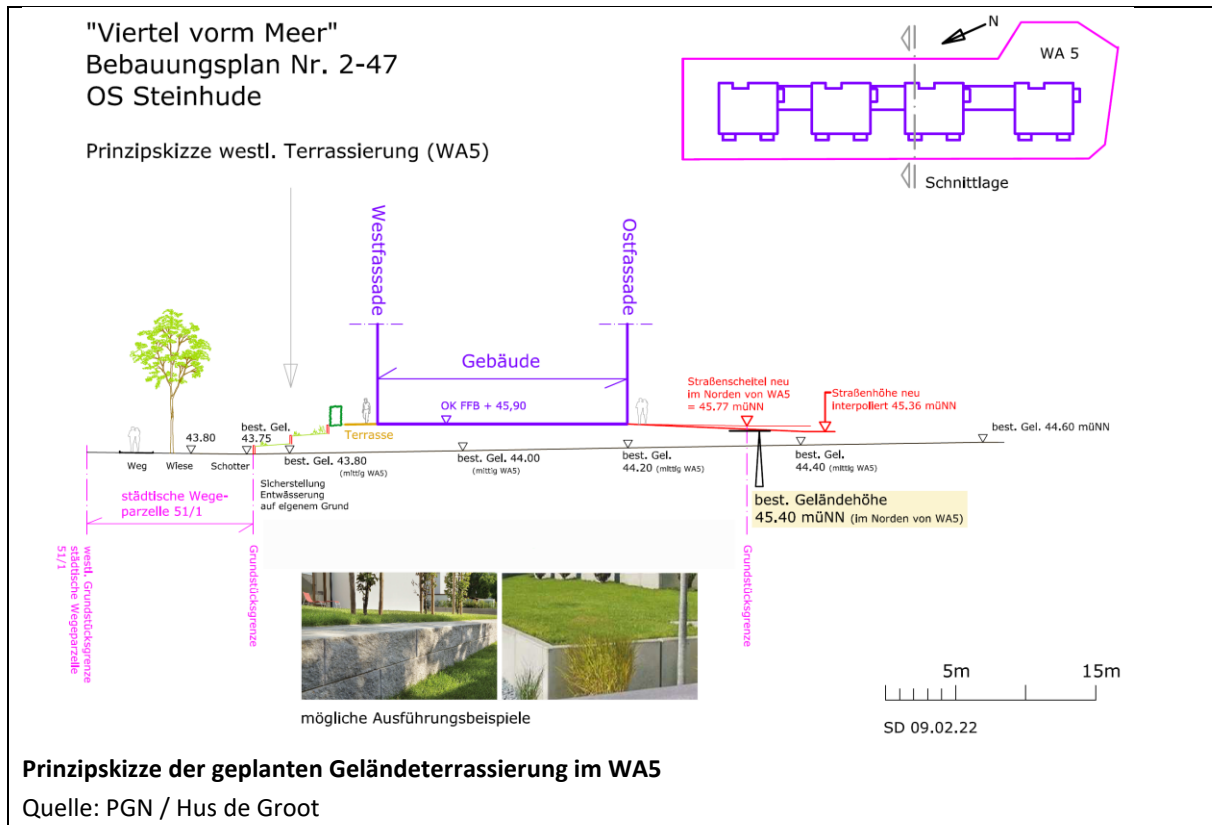 "Viertel vorm Meer"
Bebauungsplan Nr. 2-47
OS Steinhude
Prinzipskizze westl. Terrassierung (WA5)
N
WA 5
Schnittlage
Westfassade
Ostfassade
Gebäude
OK FFB + 45,90
Straßenscheitel neu
im Norden von WA5
= 45.77 müNN
Straßenhöhe neu
interpoliert 45.36 müNN
best. Gel. 44.60 müNN
best. Gel.
43.75
43.80
Terrasse
Weg
Wiese
Schotter
best. Gel. 43.80
(mittig WA5)
best. Gel. 44.00
(mittig WA5)
best. Gel.
44.20 (mittig WA5)
best. Gel.
44.40 (mittig WA5)
städtische Wege-
parzelle 51/1
Sicherstellung
Entwässerung
auf eigenem Grund
best. Geländehöhe
45.40 müNN (im Norden von WA5)
westl. Grundstücksgrenze
städtische Wegeparzelle
51/1
Grundstücksgrenze
Grundstücksgrenze
mögliche Ausführungsbeispiele
5m
15m
SD 09.02.22
Prinzipskizze der geplanten Geländeterrassierung im WA5
Quelle: PGN / Hus de Groot